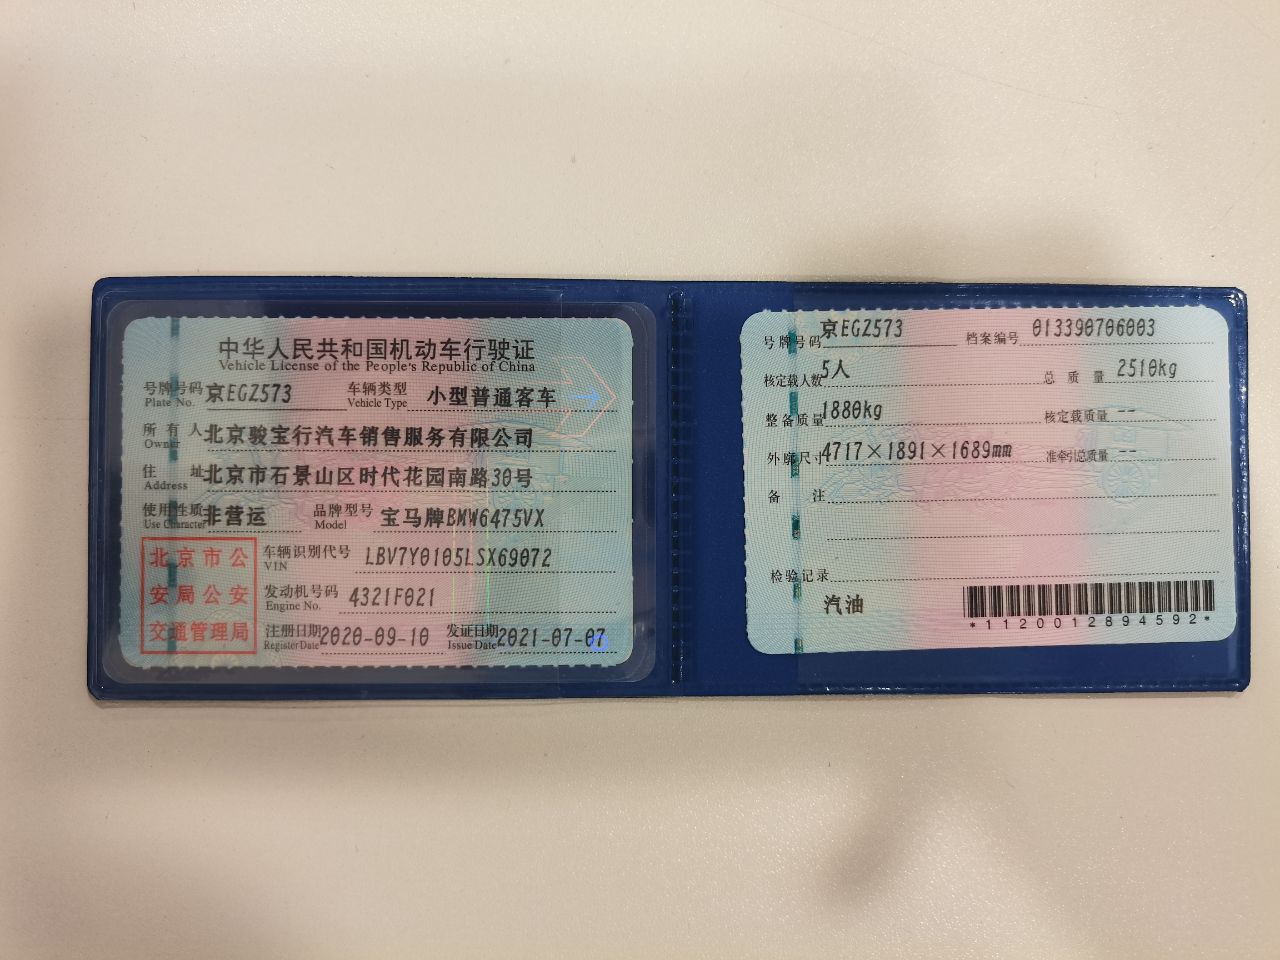 中华人民共和国机动车行驶证
Vehicle License of the People's Republic of China
号牌号码 京EGZ573 车辆类型 小型普通客车
Plate No. Vehicle Type
所有人 北京骏宝行汽车销售服务有限公司
Owner
住址 北京市石景山区时代花园南路30号
Address
使用性质 非营运 品牌型号 宝马牌BMW6475VX
Use Character Model
北京市公
安局公安
交通管理局
车辆识别代号 LBV7Y0105LSX69072
VIN
发动机号码 4321F021
Engine No.
注册日期 2020-09-10 发证日期 2021-07-07
Register Date Issue Date
号牌号码 京EGZ573 档案编号 013390706003
核定载人数 5人 总质量 2510kg
整备质量 1880kg 核定载质量 --
外廓尺寸 4717×1891×1689mm 准牵引总质量 --
备注
检验记录
汽油
*1120012894592*